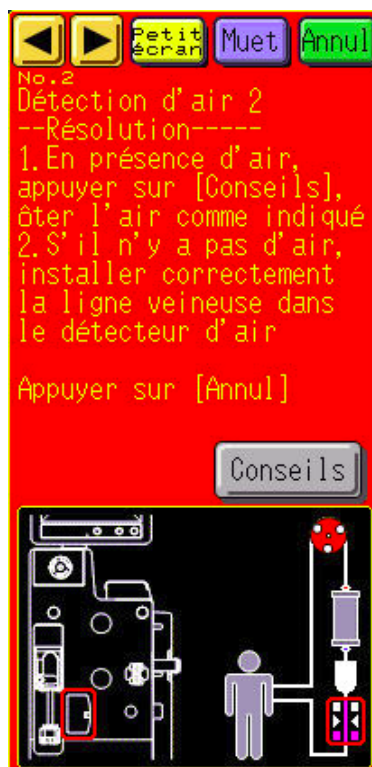 Petit
écran
Muet
Annul
No.2
Détection d'air 2
--Résolution-----
1.En présence d'air,
appuyer sur [Conseils],
ôter l'air comme indiqué
2.S'il n'y a pas d'air,
installer correctement
la ligne veineuse dans
le détecteur d'air
Appuyer sur [Annul]
Conseils